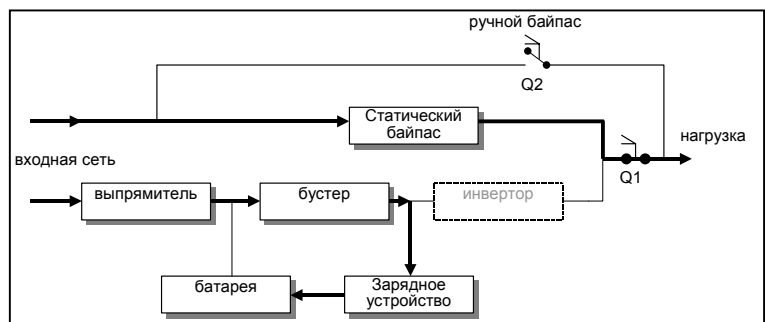 ручной байпас
Q2
Статический
байпас
нагрузка
входная сеть
Q1
выпрямитель
бустер
инвертор
батарея
Зарядное
устройство